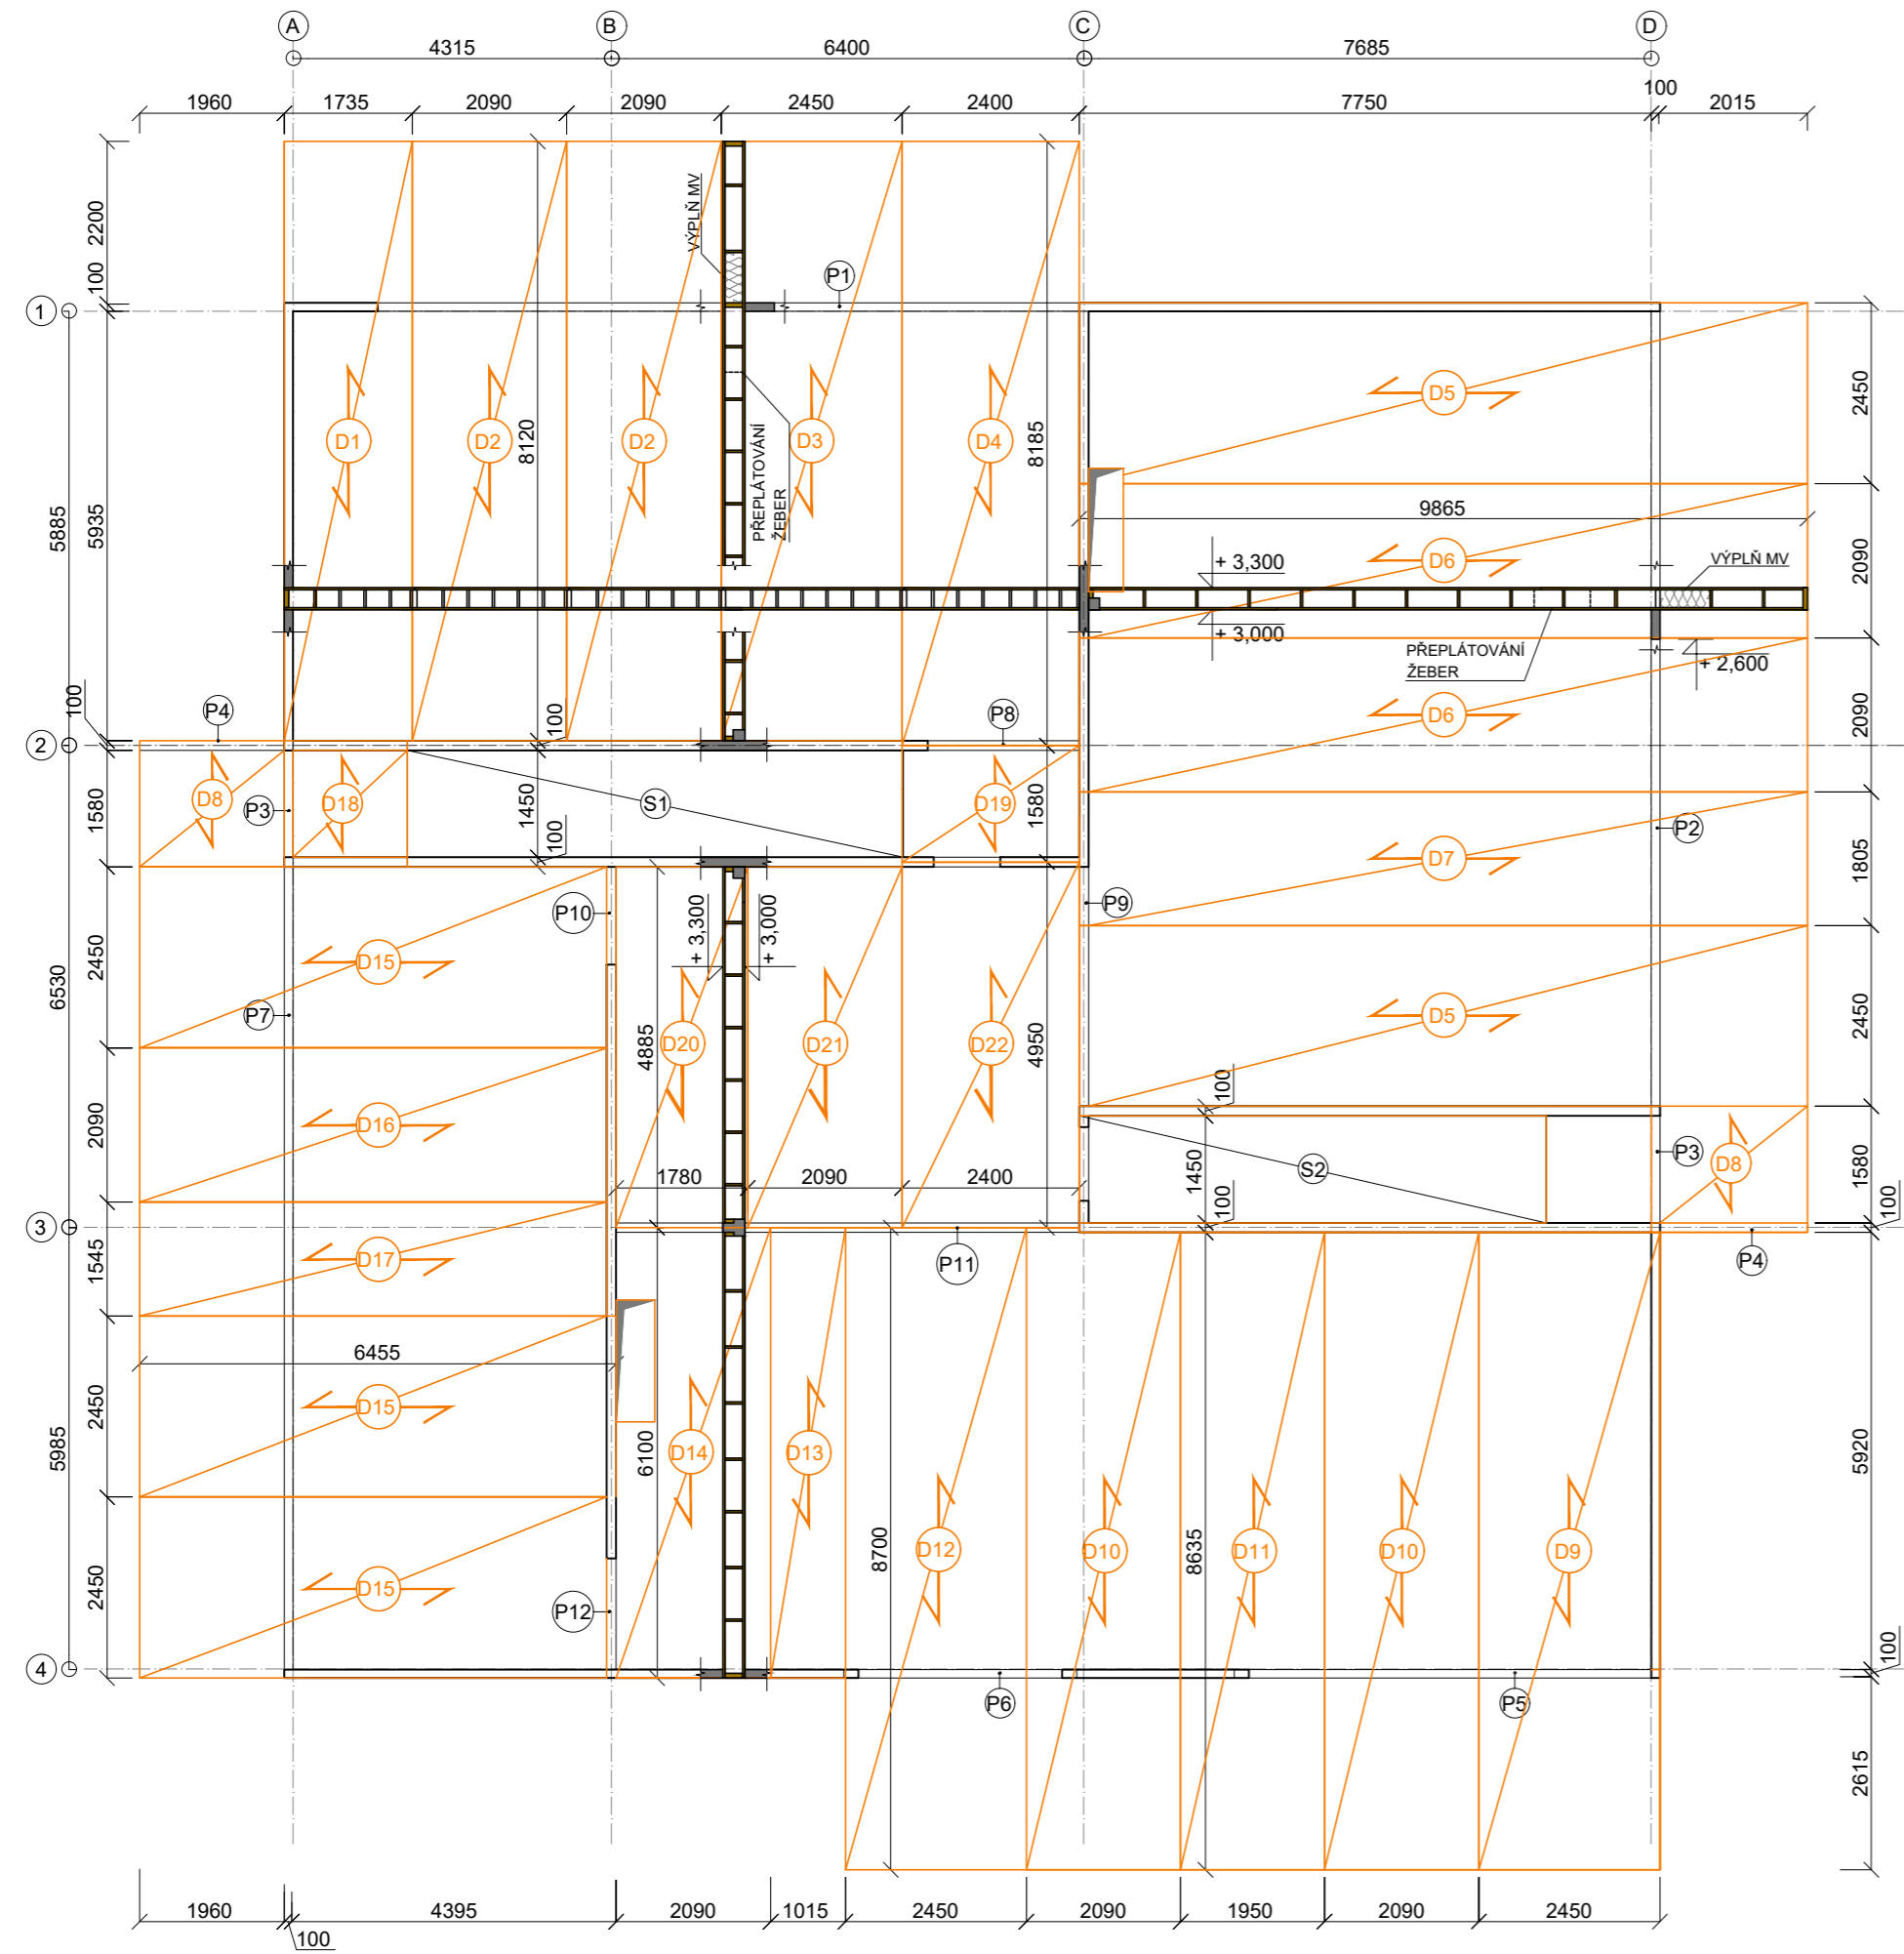 A
B
C
D
4315
6400
7685
100
1960
1735
2090
2090
2450
2400
7750
2015
2200
100
VÝPLŇ MV
P1
1
5885
5935
D1
D2
8120
D2
D3
8185
D4
D5
2450
PŘEPLÁTOVÁNÍ
ŽEBER
9865
+ 3,300
D6
VÝPLŇ MV
2090
+ 3,000
PŘEPLÁTOVÁNÍ
ŽEBER
+ 2,600
100
P4
100
P8
D6
2090
2
1580
D8
P3
D18
1450
S1
D19
1580
P2
D7
1805
100
P10
P9
2450
D15
+ 3,300
+ 3,000
6530
P7
4885
D20
D21
D22
4950
D5
2450
100
2090
D16
1780
2090
2400
1450
S2
P3
D8
1580
100
100
3
1545
D17
P11
P4
6455
2450
D15
5985
6100
D14
D13
5920
8700
D12
D10
8635
D11
D10
D9
2450
D15
P12
100
4
P6
P5
2615
1960
4395
2090
1015
2450
2090
1950
2090
2450
100